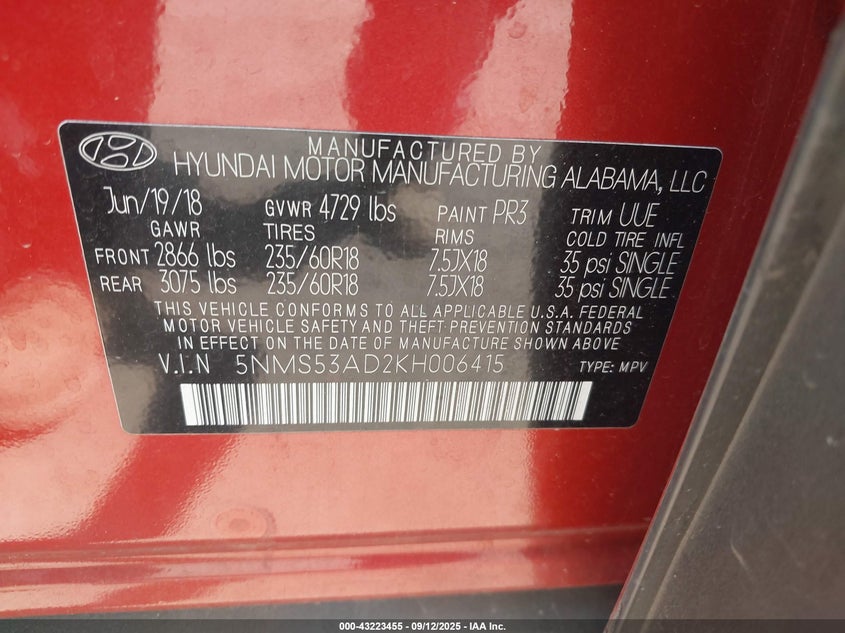 MANUFACTURED BY
HYUNDAI MOTOR MANUFACTURING ALABAMA, LLC
Jun/19/18 GVWR 4729 lbs PAINT PR3 TRIM UUE
GAWR TIRES RIMS COLD TIRE INFL
FRONT 2866 lbs 235/60R18 7.5JX18 35 psi SINGLE
REAR 3075 lbs 235/60R18 7.5JX18 35 psi SINGLE
THIS VEHICLE CONFORMS TO ALL APPLICABLE U.S.A. FEDERAL
MOTOR VEHICLE SAFETY AND THEFT PREVENTION STANDARDS
IN EFFECT ON THE DATE OF MANUFACTURE SHOWN ABOVE
V.I.N 5NMS53AD2KH006415 TYPE: MPV
000-43223455 - 09/12/2025 - IAA Inc.